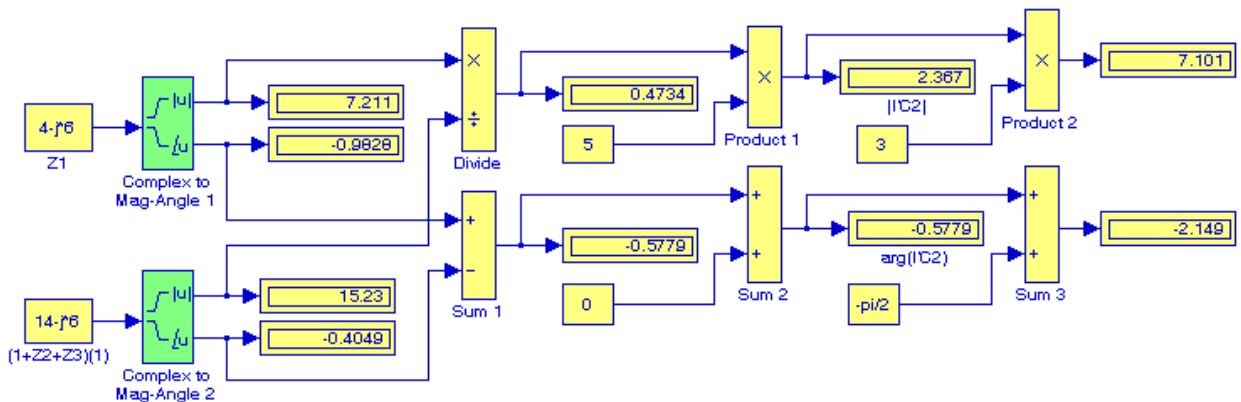 4-j*6
Z1
|u|
∠u
Complex to
Mag-Angle 1
7.211
-0.9828
×
÷
Divide
0.4734
5
×
Product 1
2.367
|I'C2|
3
×
Product 2
7.101
14-j*6
(1+Z2+Z3)(1)
|u|
∠u
Complex to
Mag-Angle 2
15.23
-0.4049
+
−
Sum 1
-0.5779
0
+
+
Sum 2
-0.5779
arg(I'C2)
-pi/2
+
+
Sum 3
-2.149